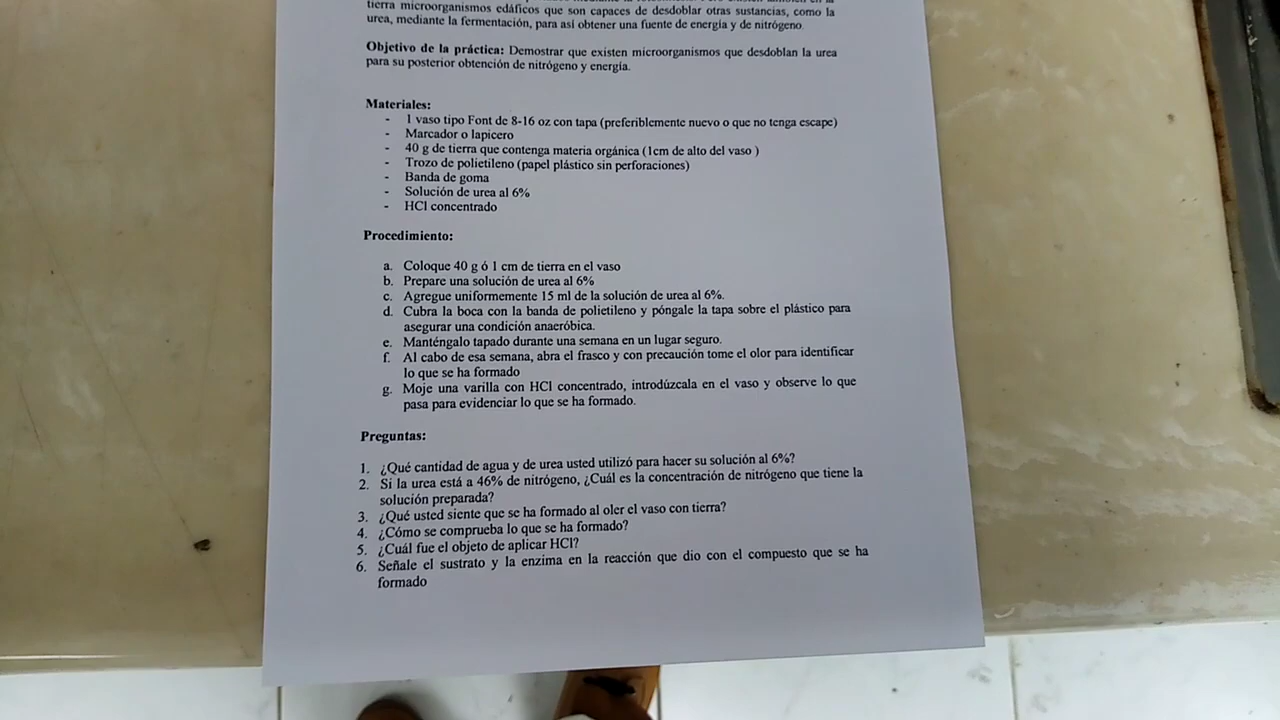 tierra microorganismos edáficos que son capaces de desdoblar otras sustancias, como la
urea, mediante la fermentación, para así obtener una fuente de energía y de nitrógeno.
Objetivo de la práctica: Demostrar que existen microorganismos que desdoblan la urea
para su posterior obtención de nitrógeno y energía.
Materiales:
- 1 vaso tipo Font de 8-16 oz con tapa (preferiblemente nuevo o que no tenga escape)
- Marcador o lapicero
- 40 g de tierra que contenga materia orgánica (1cm de alto del vaso )
- Trozo de polietileno (papel plástico sin perforaciones)
- Banda de goma
- Solución de urea al 6%
- HCl concentrado
Procedimiento:
a. Coloque 40 g ó 1 cm de tierra en el vaso
b. Prepare una solución de urea al 6%
c. Agregue uniformemente 15 ml de la solución de urea al 6%.
d. Cubra la boca con la banda de polietileno y póngale la tapa sobre el plástico para
asegurar una condición anaeróbica.
e. Manténgalo tapado durante una semana en un lugar seguro.
f. Al cabo de esa semana, abra el frasco y con precaución tome el olor para identificar
lo que se ha formado
g. Moje una varilla con HCl concentrado, introdúzcala en el vaso y observe lo que
pasa para evidenciar lo que se ha formado.
Preguntas:
1. ¿Qué cantidad de agua y de urea usted utilizó para hacer su solución al 6%?
2. Si la urea está a 46% de nitrógeno, ¿Cuál es la concentración de nitrógeno que tiene la
solución preparada?
3. ¿Qué usted siente que se ha formado al oler el vaso con tierra?
4. ¿Cómo se comprueba lo que se ha formado?
5. ¿Cuál fue el objeto de aplicar HCl?
6. Señale el sustrato y la enzima en la reacción que dio con el compuesto que se ha
formado